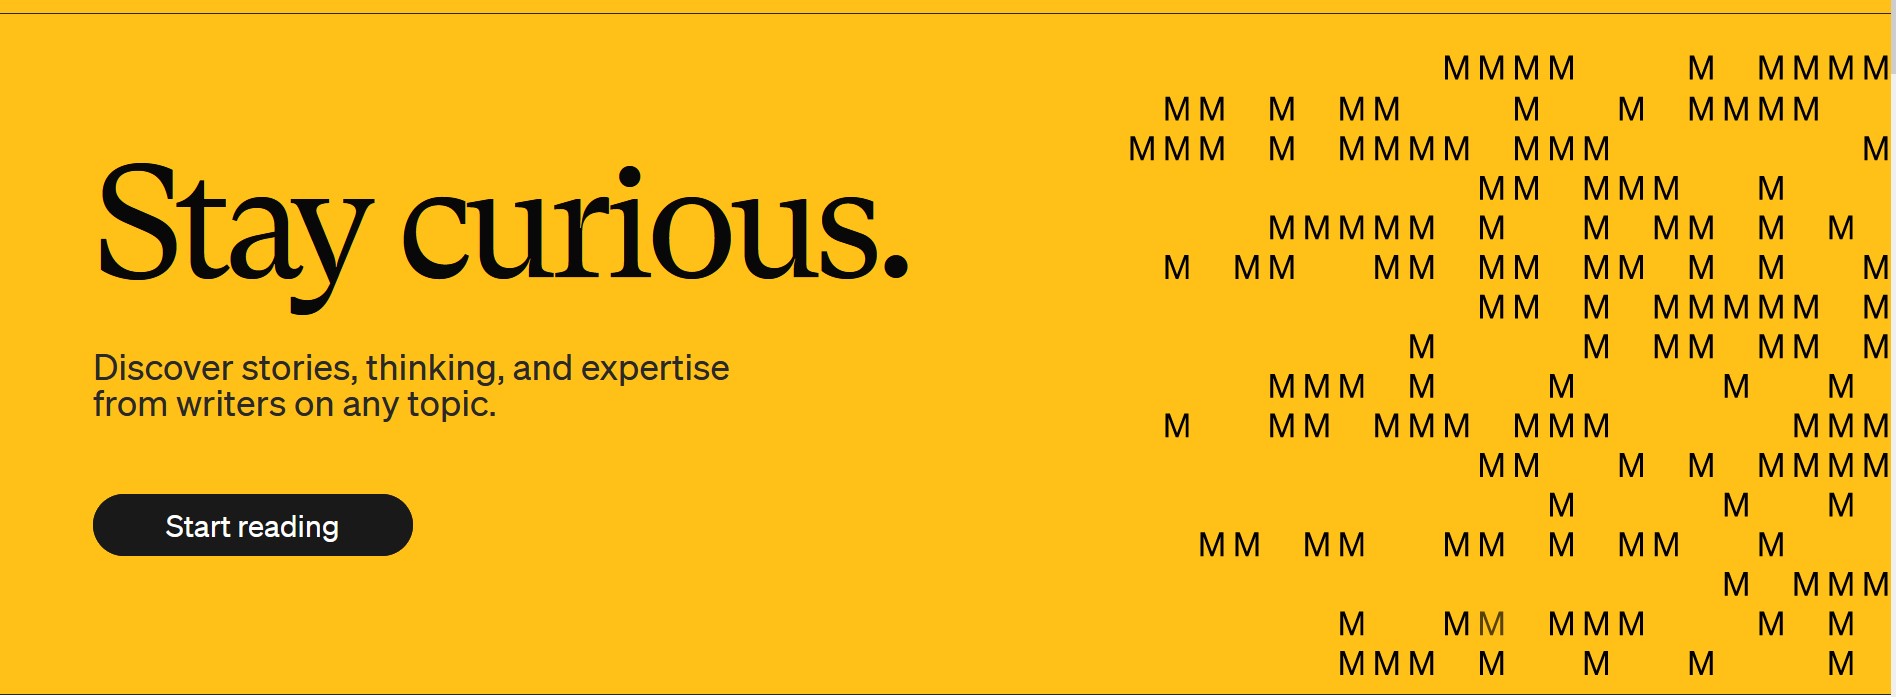 Stay curious.
Discover stories, thinking, and expertise
from writers on any topic.
Start reading
MMMM M MMMM
MM M MM M M MMMM
MMM M MMMM MMM M
MM MMM M
MMMMM M M MM M M
M MM MM MM MM M M M
MM M MMMMM M
M M MM MM M
MMM M M M M
M MM MMM MMM MMM
MM M M MMMM
M M M
MM MM MM M MM M
M MMM
M MM MMM M M
MMM M M M M